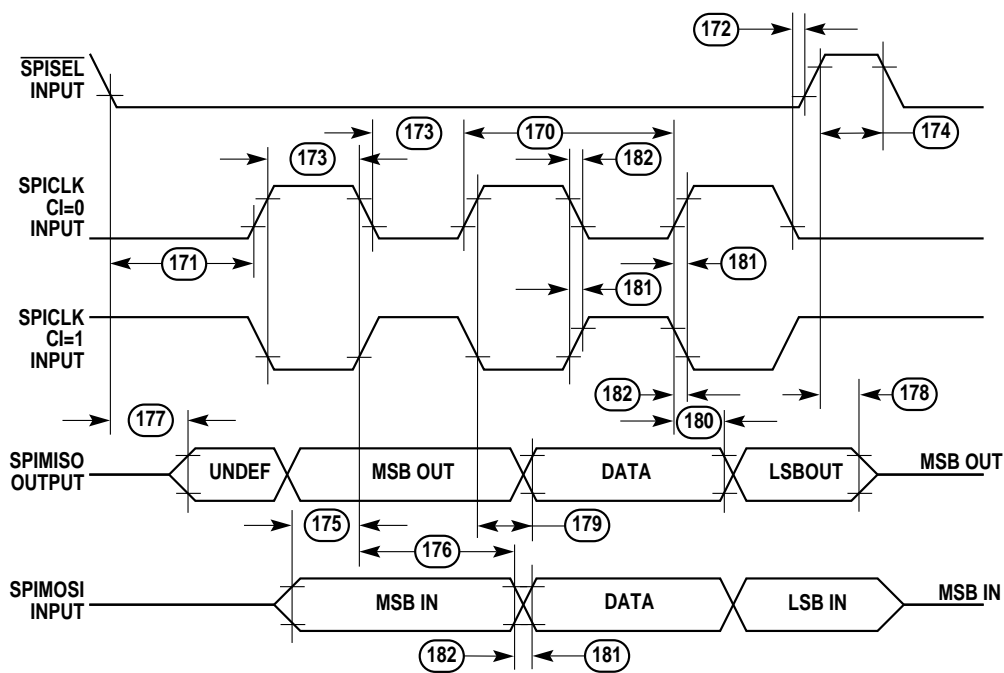 172
SPISEL
INPUT
173
173
170
182
174
SPICLK
CI=0
INPUT
171
181
181
SPICLK
CI=1
INPUT
177
182
180
178
SPIMISO
OUTPUT
UNDEF
MSB OUT
DATA
LSBOUT
MSB OUT
175
176
179
SPIMOSI
INPUT
MSB IN
DATA
LSB IN
MSB IN
182
181